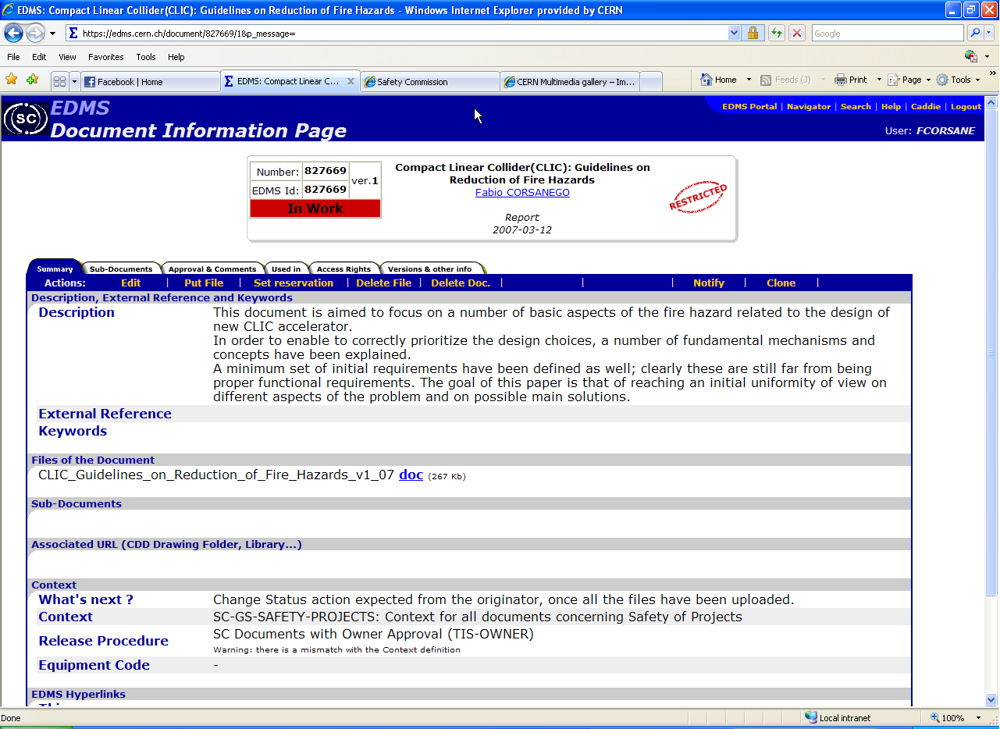 EDMS: Compact Linear Collider(CLIC): Guidelines on Reduction of Fire Hazards - Windows Internet Explorer provided by CERN
https://edms.cern.ch/document/827669/1&p_message=
Google
File Edit View Favorites Tools Help
Facebook | Home
EDMS: Compact Linear C...
Safety Commission
CERN Multimedia gallery – Im...
Home Feeds (J) Print Page Tools »
SC
EDMS
Document Information Page
EDMS Portal | Navigator | Search | Help | Caddie | Logout
User: FCORSANE
Number: 827669
EDMS Id: 827669
ver.1
In Work
Compact Linear Collider(CLIC): Guidelines on
Reduction of Fire Hazards
Fabio CORSANEGO
Report
2007-03-12
RESTRICTED
Summary Sub-Documents Approval & Comments Used in Access Rights Versions & other info
Actions: Edit | Put File | Set reservation | Delete File | Delete Doc. | | | Notify | Clone |
Description, External Reference and Keywords
Description This document is aimed to focus on a number of basic aspects of the fire hazard related to the design of
new CLIC accelerator.
In order to enable to correctly prioritize the design choices, a number of fundamental mechanisms and
concepts have been explained.
A minimum set of initial requirements have been defined as well; clearly these are still far from being
proper functional requirements. The goal of this paper is that of reaching an initial uniformity of view on
different aspects of the problem and on possible main solutions.
External Reference
Keywords
Files of the Document
CLIC_Guidelines_on_Reduction_of_Fire_Hazards_v1_07 doc (267 Kb)
Sub-Documents
Associated URL (CDD Drawing Folder, Library...)
Context
What's next ? Change Status action expected from the originator, once all the files have been uploaded.
Context SC-GS-SAFETY-PROJECTS: Context for all documents concerning Safety of Projects
Release Procedure SC Documents with Owner Approval (TIS-OWNER)
Warning: there is a mismatch with the Context definition
Equipment Code -
EDMS Hyperlinks
Done
Local intranet
100%